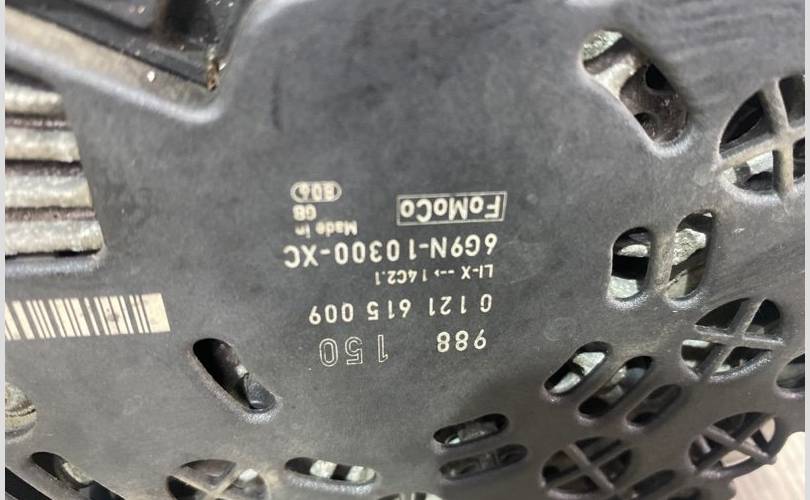 988 150
0 121 615 009
LI-X --> 14C2.1
6G9N-10300-XC
FoMoCo
Made in
GB